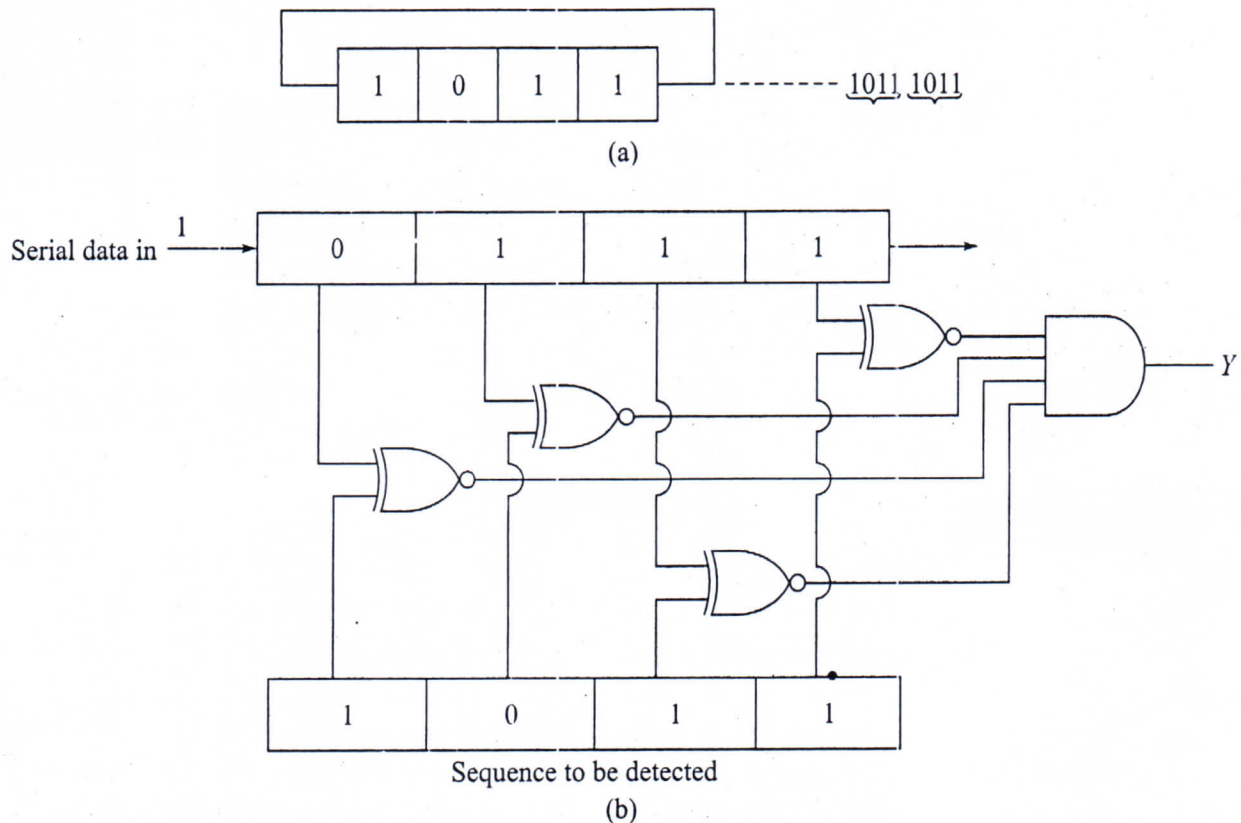 1 0 1 1 1011 1011
(a)
1
Serial data in 0 1 1 1
Y
1 0 1 1
Sequence to be detected
(b)